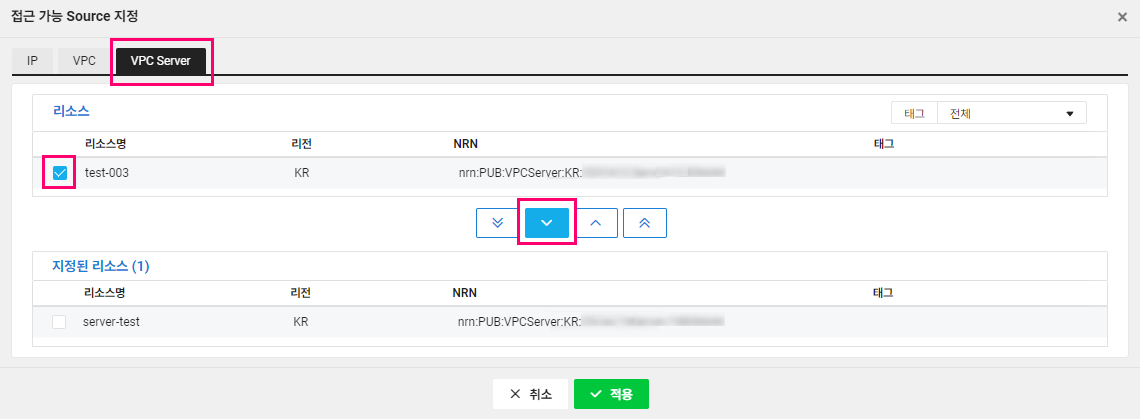 접근 가능 Source 지정
IP VPC VPC Server
리소스 태그 전체
리소스명 리전 NRN 태그
test-003 KR nrn:PUB:VPCServer:KR:
지정된 리소스 (1)
리소스명 리전 NRN 태그
server-test KR nrn:PUB:VPCServer:KR:
취소 적용